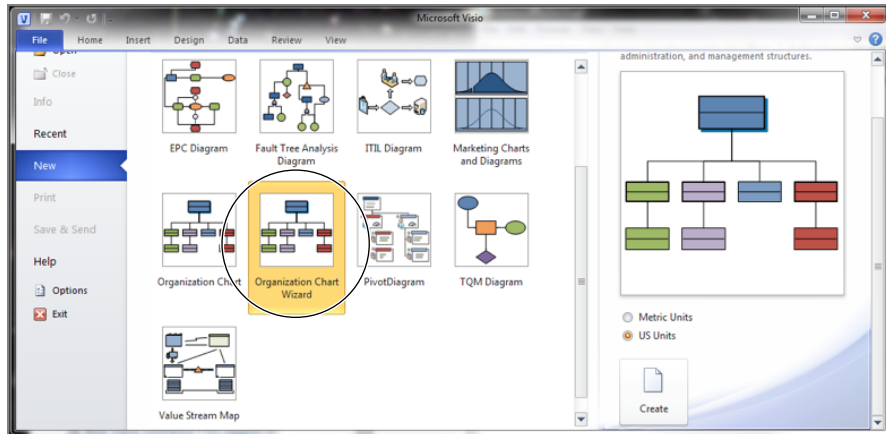 Microsoft Visio
File Home Insert Design Data Review View
Open
Close
Info
Recent
New
Print
Save & Send
Help
Options
Exit
EPC Diagram
Fault Tree Analysis
Diagram
ITIL Diagram
Marketing Charts
and Diagrams
Organization Chart
Organization Chart
Wizard
PivotDiagram
TQM Diagram
Value Stream Map
administration, and management structures.
Metric Units
US Units
Create